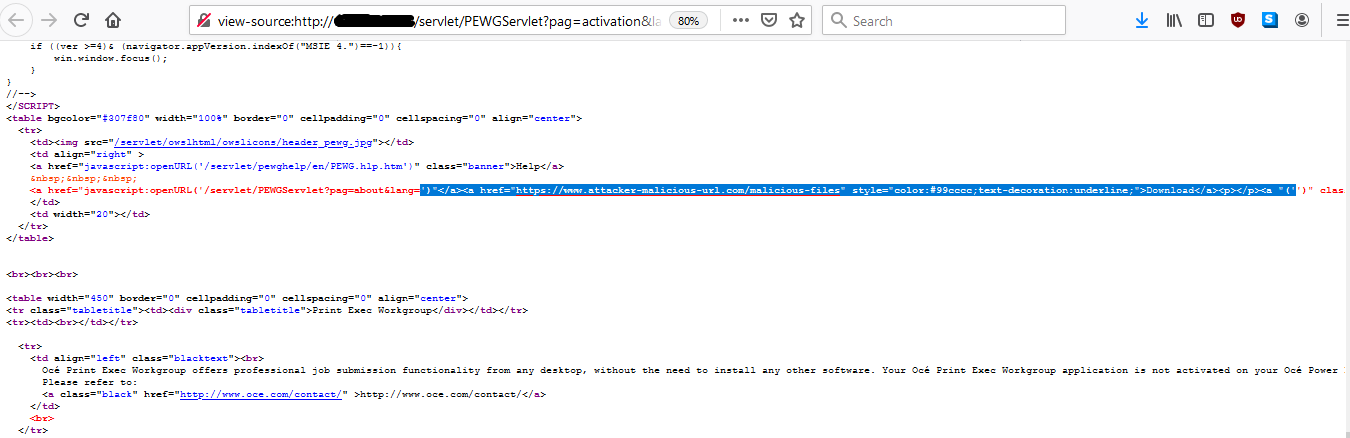 view-source:http:// /servlet/PEWGServlet?pag=activation&la 80% Search
if ((ver >=4)& (navigator.appVersion.indexOf("MSIE 4.")==-1)){
win.window.focus();
}
}
//-->
</SCRIPT>
<table bgcolor="#307f80" width="100%" border="0" cellpadding="0" cellspacing="0" align="center">
<tr>
<td><img src="/servlet/owslhtml/owslicons/header_pewg.jpg"></td>
<td align="right" >
<a href="javascript:openURL('/servlet/pewghelp/en/PEWG.hlp.htm')" class="banner">Help</a>
&nbsp;&nbsp;&nbsp;
<a href="javascript:openURL('/servlet/PEWGServlet?pag=about&lang=')"</a><a href="https://www.attacker-malicious-url.com/malicious-files" style="color:#99cccc;text-decoration:underline;">Download</a><p></p><a "('')" clas
</td>
<td width="20"></td>
</tr>
</table>
<br><br><br>
<table width="450" border="0" cellpadding="0" cellspacing="0" align="center">
<tr class="tabletitle"><td><div class="tabletitle">Print Exec Workgroup</div></td></tr>
<tr><td><br></td></tr>
<tr>
<td align="left" class="blacktext"><br>
Océ Print Exec Workgroup offers professional job submission functionality from any desktop, without the need to install any other software. Your Océ Print Exec Workgroup application is not activated on your Océ Power
Please refer to:
<a class="black" href="http://www.oce.com/contact/" >http://www.oce.com/contact/</a>
</td>
<br>
</tr>